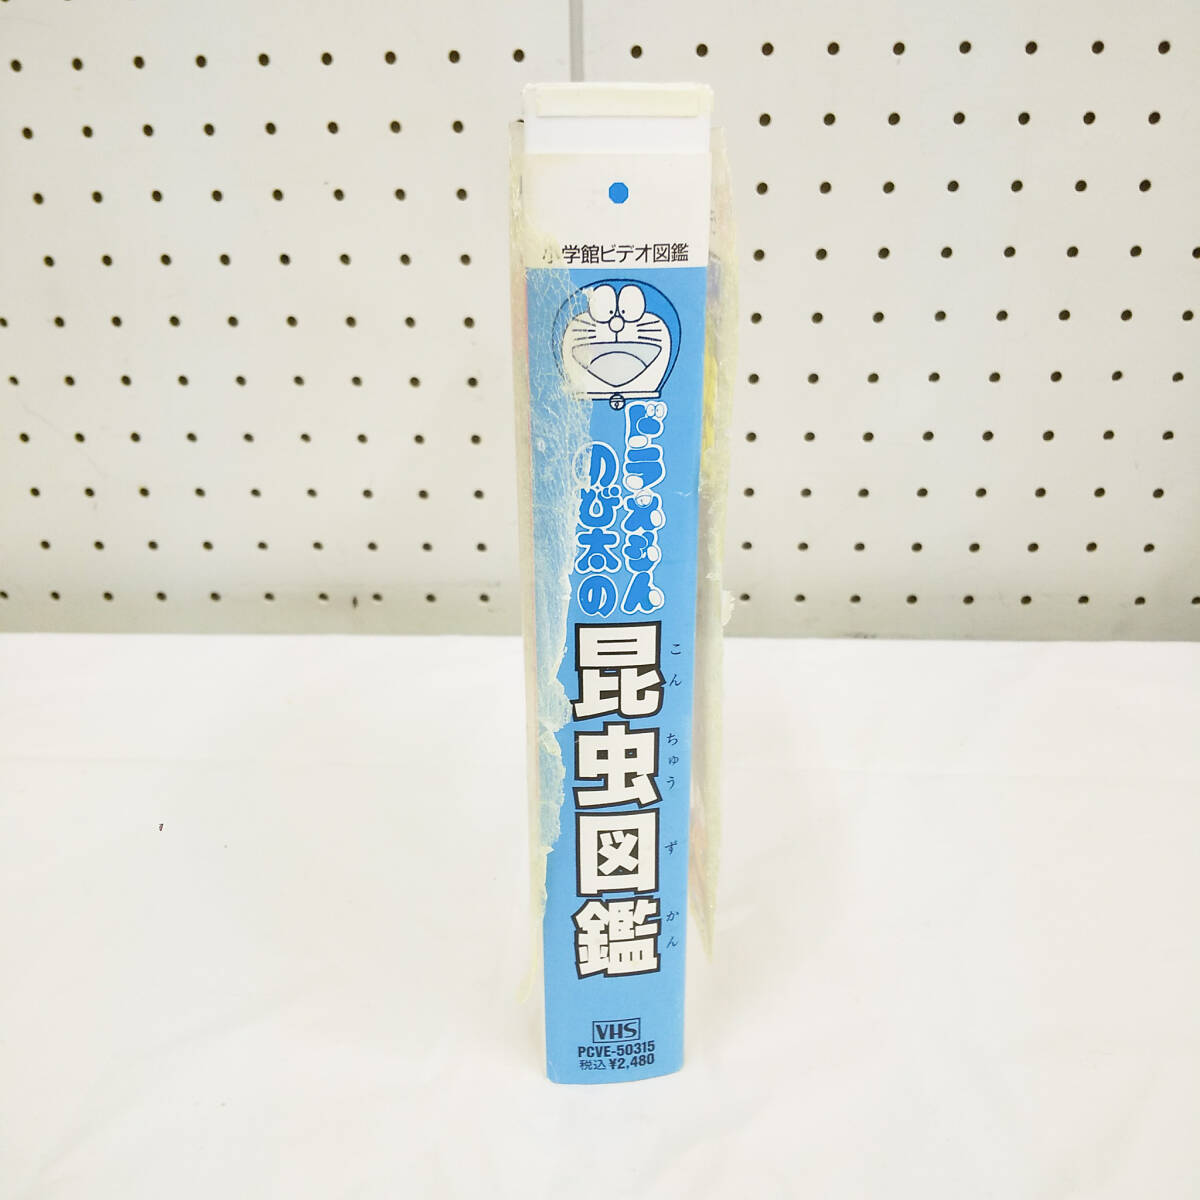 小学館ビデオ図鑑
ドラえもん
のび太の
昆虫図鑑
こん ちゅう ず かん
VHS
PCVE-50315
税込 ¥2,480